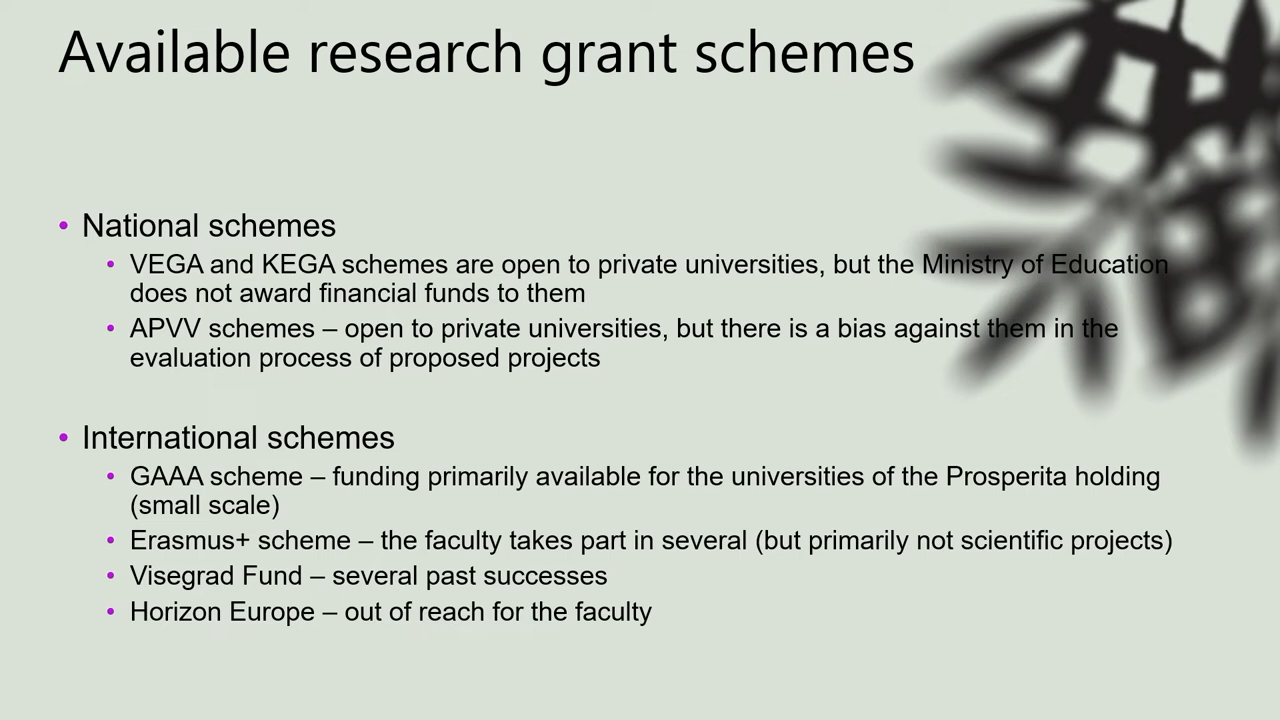 Available research grant schemes
• National schemes
• VEGA and KEGA schemes are open to private universities, but the Ministry of Education
does not award financial funds to them
• APVV schemes – open to private universities, but there is a bias against them in the
evaluation process of proposed projects
• International schemes
• GAAA scheme – funding primarily available for the universities of the Prosperita holding
(small scale)
• Erasmus+ scheme – the faculty takes part in several (but primarily not scientific projects)
• Visegrad Fund – several past successes
• Horizon Europe – out of reach for the faculty